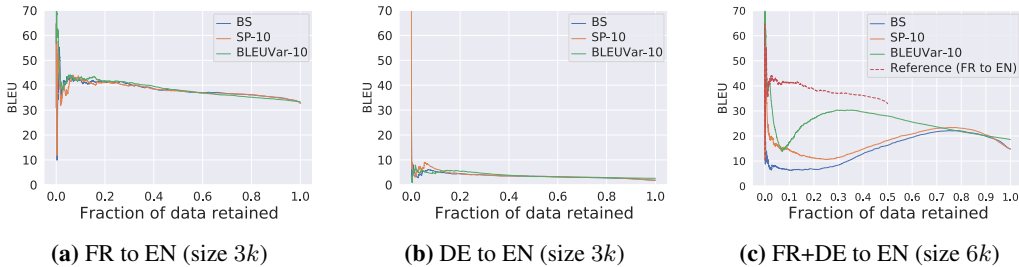 70
60
50
40
30
20
10
0
BLEU
BS
SP-10
BLEUVar-10
0.0 0.2 0.4 0.6 0.8 1.0
Fraction of data retained
(a) FR to EN (size 3k)
70
60
50
40
30
20
10
0
BLEU
BS
SP-10
BLEUVar-10
0.0 0.2 0.4 0.6 0.8 1.0
Fraction of data retained
(b) DE to EN (size 3k)
70
60
50
40
30
20
10
0
BLEU
BS
SP-10
BLEUVar-10
Reference (FR to EN)
0.0 0.1 0.2 0.3 0.4 0.5 0.6 0.7 0.8 0.9 1.0
Fraction of data retained
(c) FR+DE to EN (size 6k)